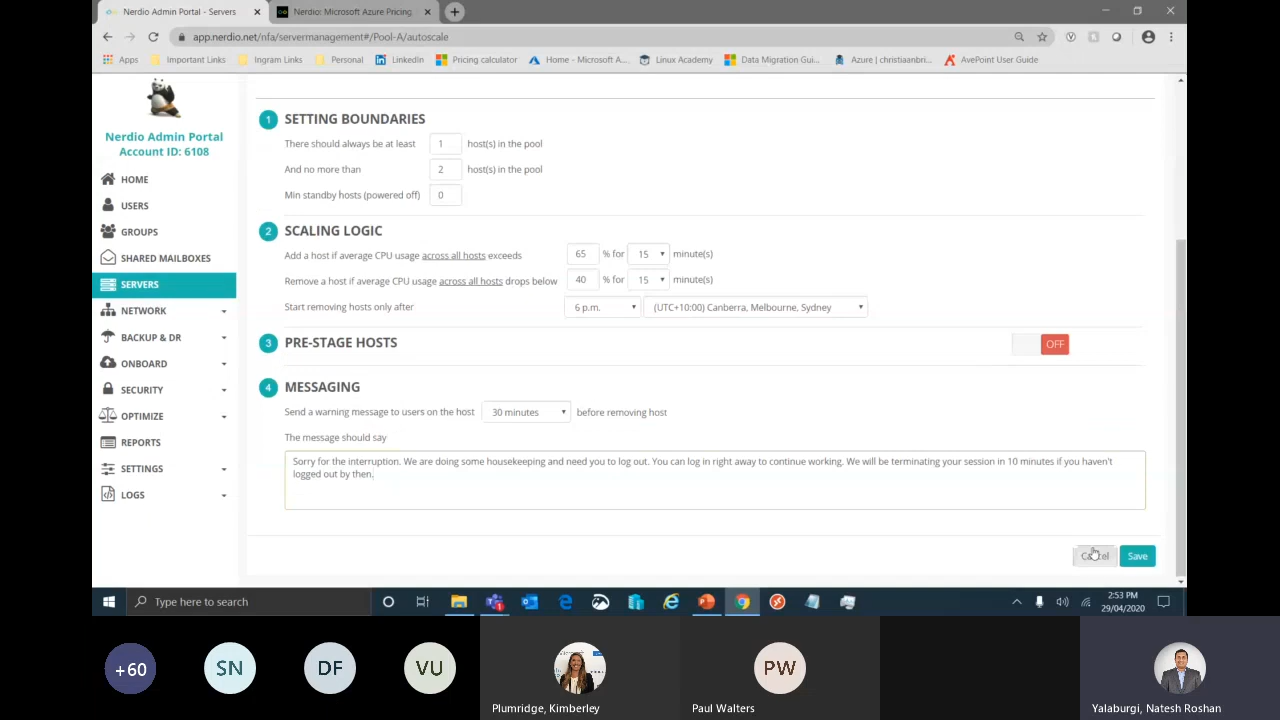 Nerdio Admin Portal - Servers
Nerdio: Microsoft Azure Pricing
app.nerdio.net/nfa/servermanagement#/Pool-A/autoscale
Apps Important Links Ingram Links Personal LinkedIn Pricing calculator Home - Microsoft A... Linux Academy Data Migration Gui... Azure | christiaanbri... AvePoint User Guide
Nerdio Admin Portal
Account ID: 6108
HOME
USERS
GROUPS
SHARED MAILBOXES
SERVERS
NETWORK
BACKUP & DR
ONBOARD
SECURITY
OPTIMIZE
REPORTS
SETTINGS
LOGS
1 SETTING BOUNDARIES
There should always be at least 1 host(s) in the pool
And no more than 2 host(s) in the pool
Min standby hosts (powered off) 0
2 SCALING LOGIC
Add a host if average CPU usage across all hosts exceeds 65 % for 15 minute(s)
Remove a host if average CPU usage across all hosts drops below 40 % for 15 minute(s)
Start removing hosts only after 6 p.m. (UTC+10:00) Canberra, Melbourne, Sydney
3 PRE-STAGE HOSTS OFF
4 MESSAGING
Send a warning message to users on the host 30 minutes before removing host
The message should say
Sorry for the interruption. We are doing some housekeeping and need you to log out. You can log in right away to continue working. We will be terminating your session in 10 minutes if you haven't
logged out by then.
Cancel Save
Type here to search
2:53 PM
29/04/2020
+60 SN DF VU PW
Plumridge, Kimberley
Paul Walters
Yalaburgi, Natesh Roshan